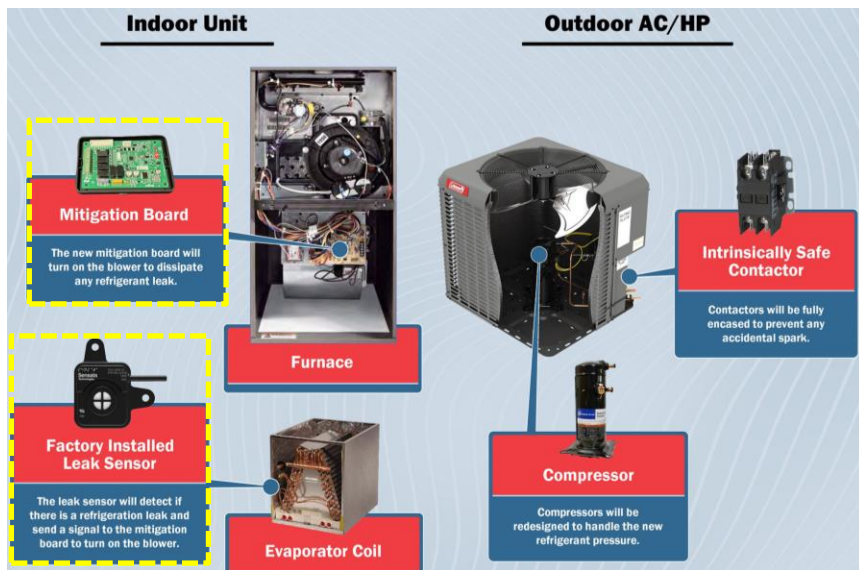 Indoor Unit
Outdoor AC/HP
Mitigation Board
The new mitigation board will
turn on the blower to dissipate
any refrigerant leak.
Furnace
Sensata
Factory Installed
Leak Sensor
The leak sensor will detect if
there is a refrigeration leak and
send a signal to the mitigation
board to turn on the blower.
Evaporator Coil
Coleman
Intrinsically Safe
Contactor
Contactors will be fully
encased to prevent any
accidental spark.
Compressor
Compressors will be
redesigned to handle the new
refrigerant pressure.